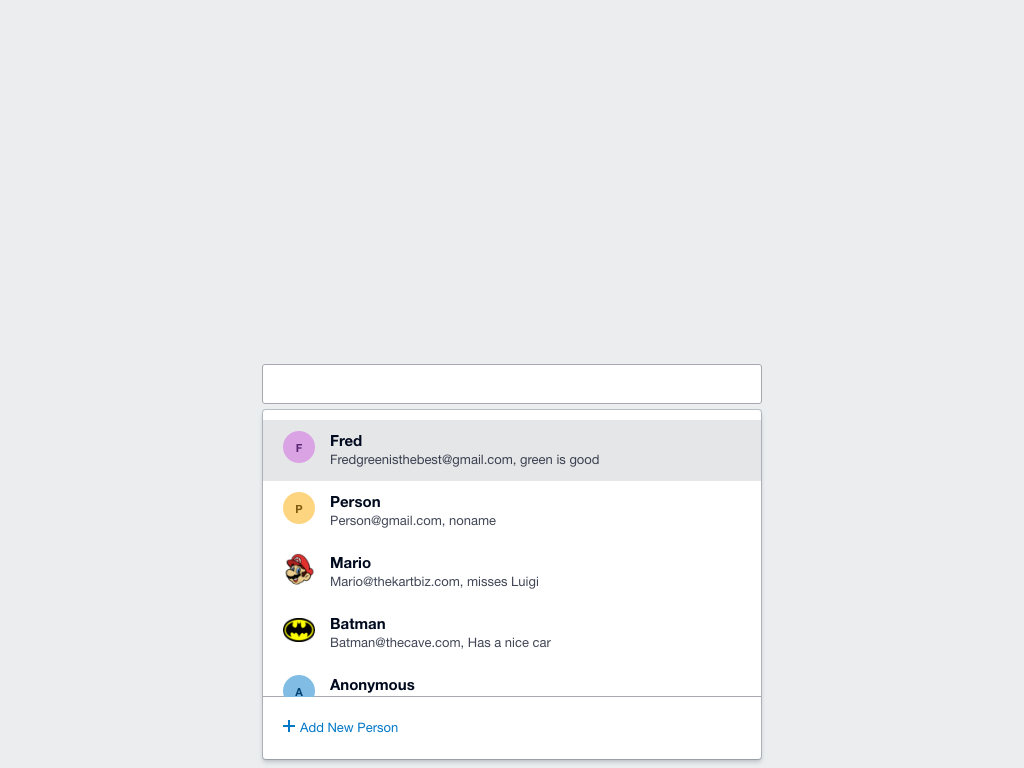 F
Fred
Fredgreenisthebest@gmail.com, green is good
P
Person
Person@gmail.com, noname
Mario
Mario@thekartbiz.com, misses Luigi
Batman
Batman@thecave.com, Has a nice car
A
Anonymous
Add New Person